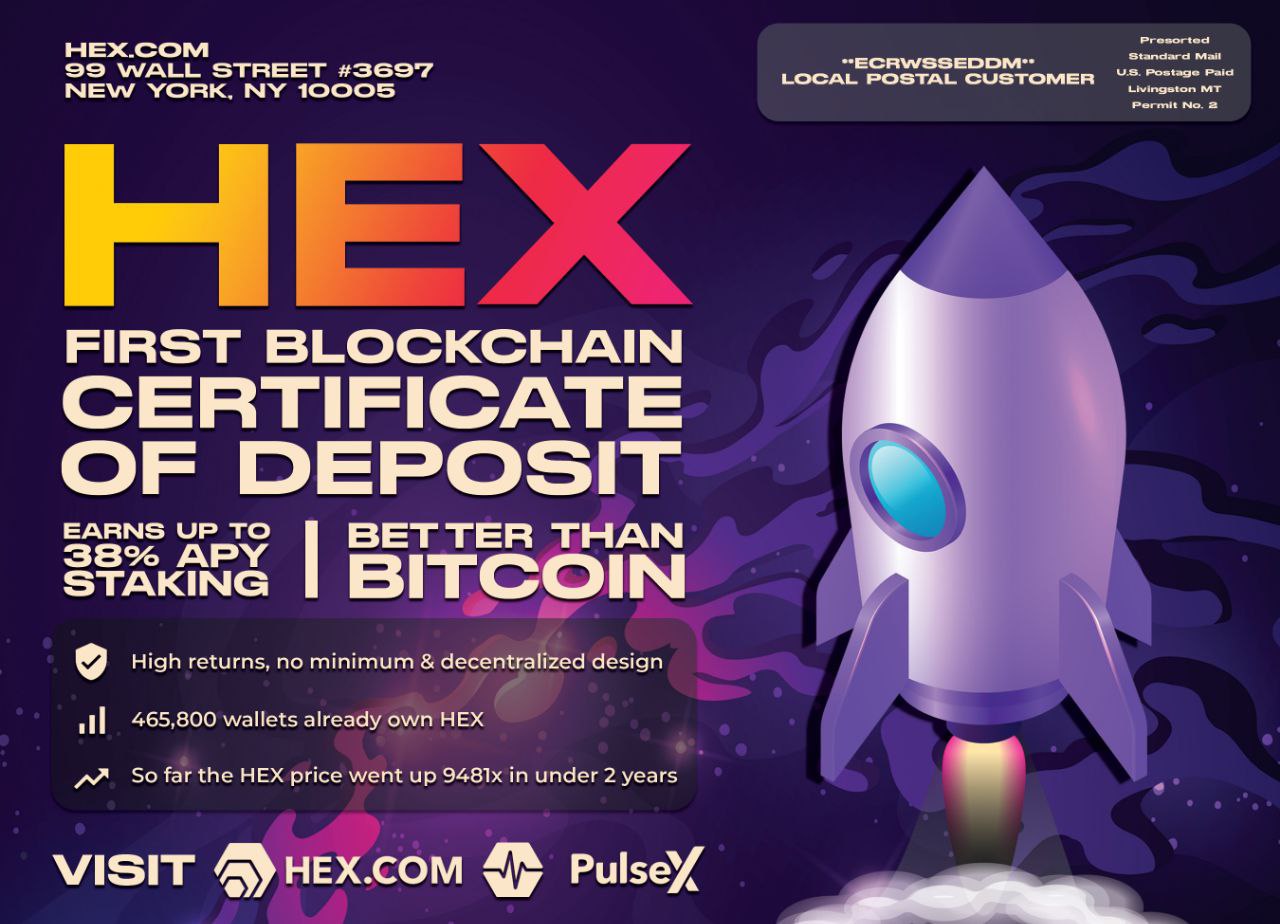 HEX.COM
99 WALL STREET #3697
NEW YORK, NY 10005
**ECRWSSEDDM**
LOCAL POSTAL CUSTOMER
Presorted
Standard Mail
U.S. Postage Paid
Livingston MT
Permit No. 2
HEX
FIRST BLOCKCHAIN
CERTIFICATE
OF DEPOSIT
EARNS UP TO
38% APY
STAKING
BETTER THAN
BITCOIN
High returns, no minimum & decentralized design
465,800 wallets already own HEX
So far the HEX price went up 9481x in under 2 years
VISIT HEX.COM PulseX